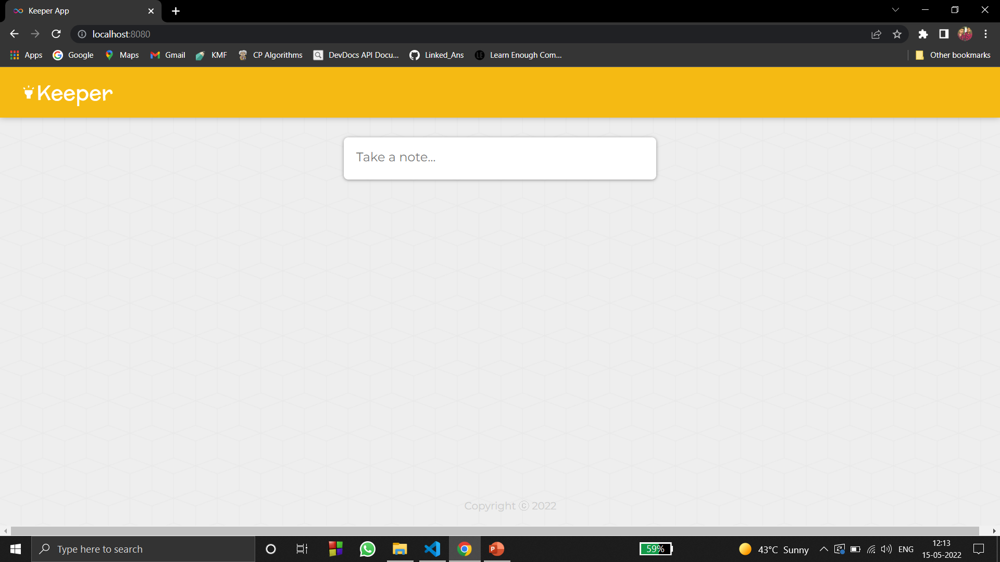 Keeper App
localhost:8080
Apps Google Maps Gmail KMF CP Algorithms DevDocs API Docu... Linked_Ans Learn Enough Com... Other bookmarks
Keeper
Take a note...
Copyright ⓒ 2022
Type here to search
59%
43°C Sunny
ENG
12:13
15-05-2022